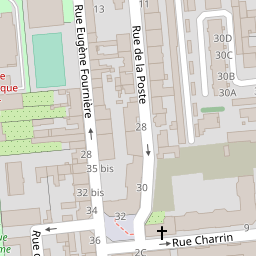 13
Rue Eugène Fournière
Rue de la Poste
30D
30C
30B
30A
28
28
35 bis
32 bis
30
34
32
36
2C
Rue Charrin
Rue